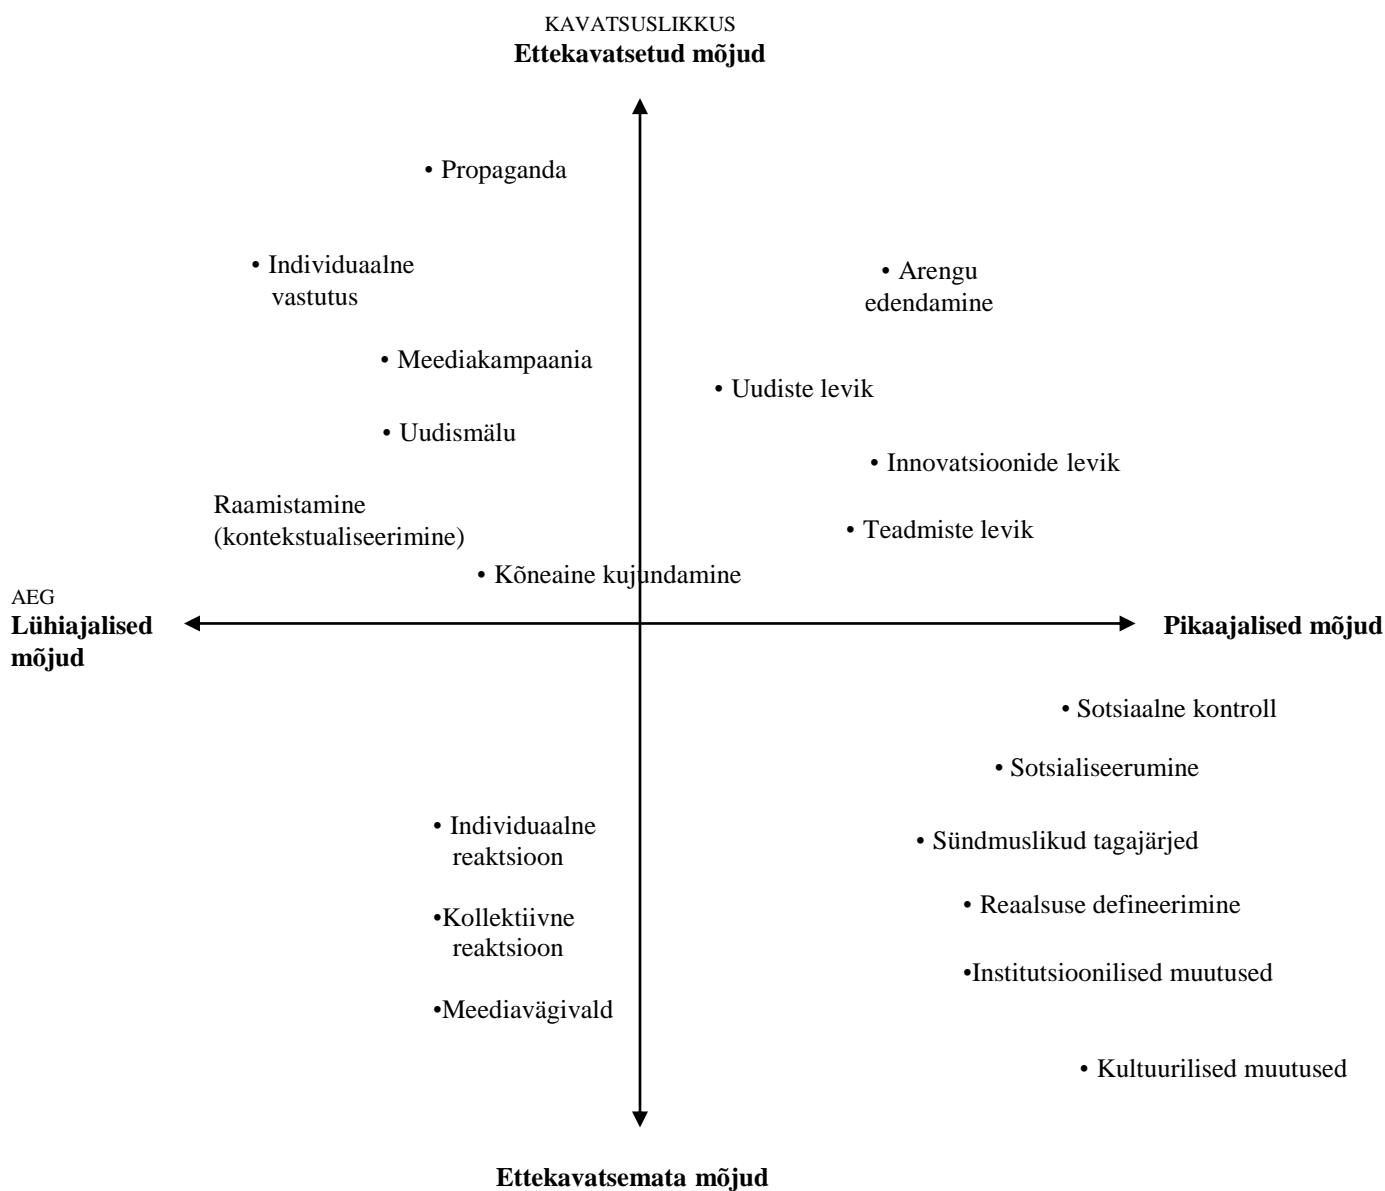 KAVATSUSLIKKUS
Ettekavatsetud mõjud
• Propaganda
• Individuaalne
vastutus
• Arengu
edendamine
• Meediakampaania
• Uudiste levik
• Uudismälu
• Innovatsioonide levik
Raamistamine
(kontekstualiseerimine)
• Teadmiste levik
• Kõneaine kujundamine
AEG
Lühiajalised
mõjud
Pikaajalised mõjud
• Sotsiaalne kontroll
• Sotsialiseerumine
• Individuaalne
reaktsioon
• Sündmuslikud tagajärjed
• Reaalsuse defineerimine
•Kollektiivne
reaktsioon
•Institutsioonilised muutused
•Meediavägivald
• Kultuurilised muutused
Ettekavatsemata mõjud